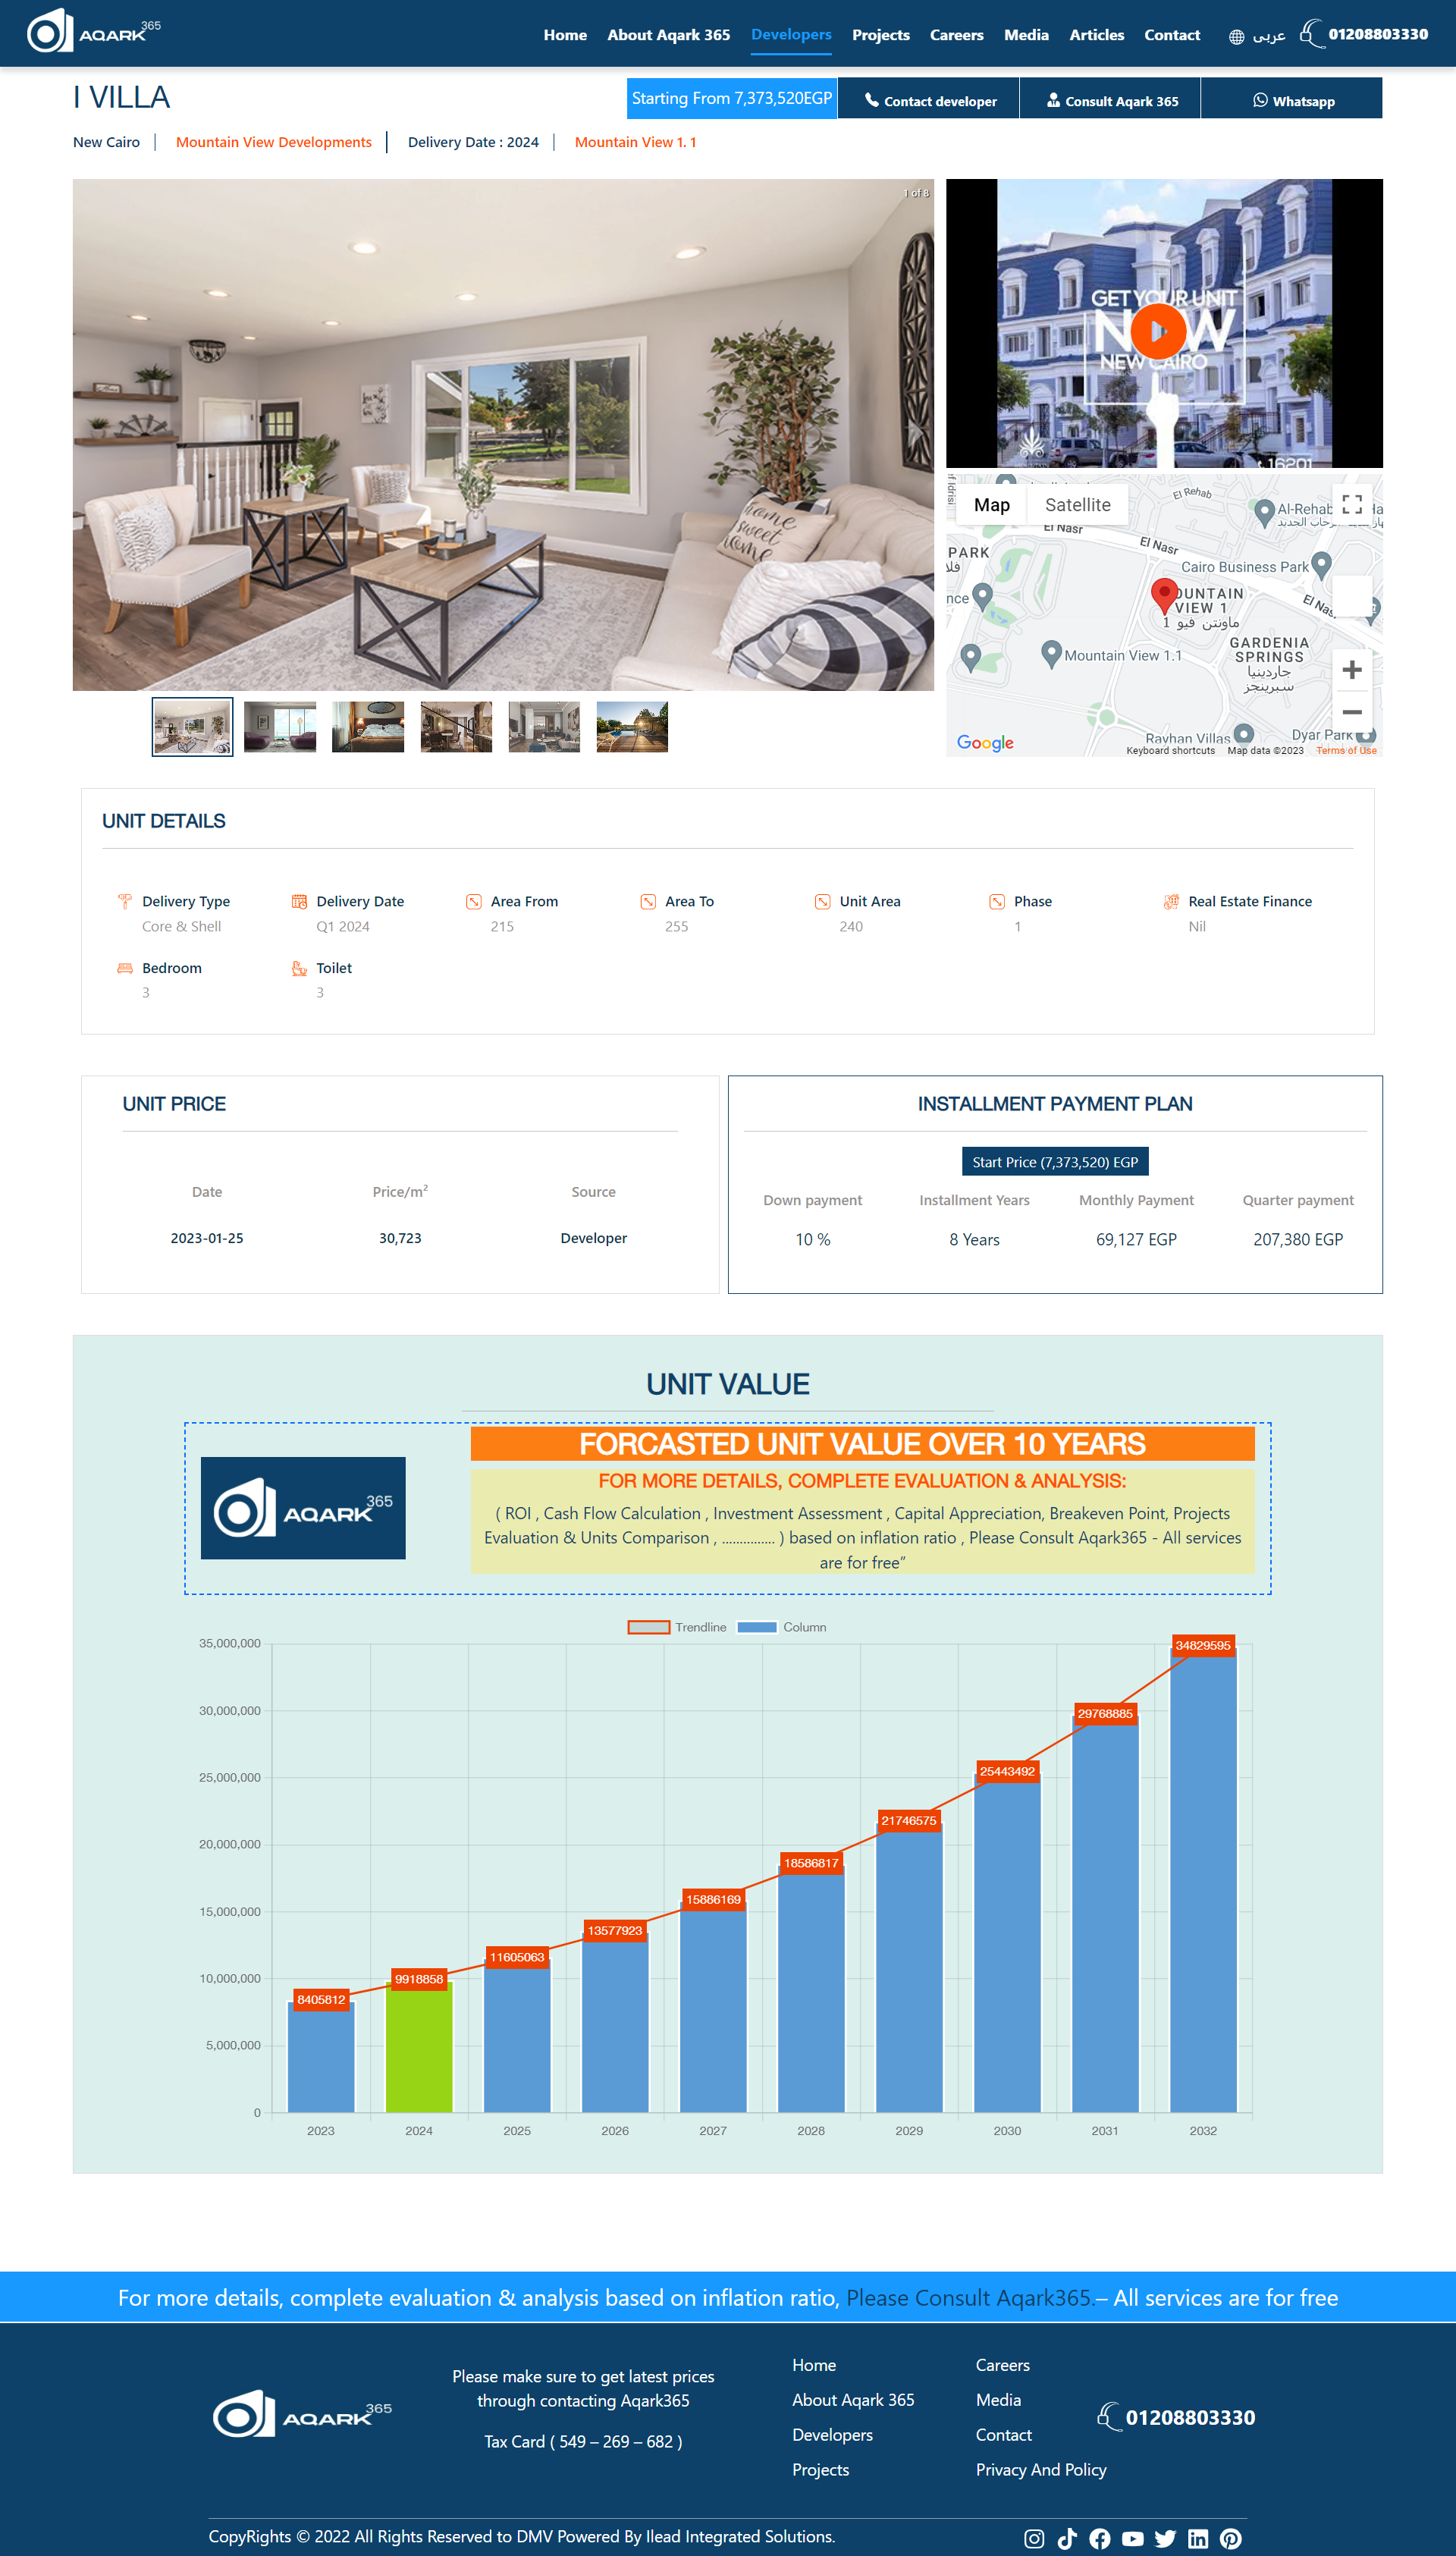 AQARK 365
Home About Aqark 365 Developers Projects Careers Media Articles Contact عربى 01208803330
I VILLA
Starting From 7,373,520EGP Contact developer Consult Aqark 365 Whatsapp
New Cairo Mountain View Developments Delivery Date : 2024 Mountain View 1. 1
1 of 8
home
sweet
home
GET YOUR UNIT
NOW
NEW CAIRO
16201
Map Satellite
El Rehab
El Nasr
El Nasr
Cairo Business Park
PARK
MOUNTAIN
VIEW 1
ماونتن فيو 1
Mountain View 1.1
GARDENIA
SPRINGS
جاردينيا
سبرينجز
Rayhan Villas
Dyar Park
Google
Keyboard shortcuts Map data ©2023 Terms of Use
UNIT DETAILS
Delivery Type Delivery Date Area From Area To Unit Area Phase Real Estate Finance
Core & Shell Q1 2024 215 255 240 1 Nil
Bedroom Toilet
3 3
UNIT PRICE
Date Price/m² Source
2023-01-25 30,723 Developer
INSTALLMENT PAYMENT PLAN
Start Price (7,373,520) EGP
Down payment Installment Years Monthly Payment Quarter payment
10 % 8 Years 69,127 EGP 207,380 EGP
UNIT VALUE
AQARK 365
FORCASTED UNIT VALUE OVER 10 YEARS
FOR MORE DETAILS, COMPLETE EVALUATION & ANALYSIS:
( ROI , Cash Flow Calculation , Investment Assessment , Capital Appreciation, Breakeven Point, Projects
Evaluation & Units Comparison , ............... ) based on inflation ratio , Please Consult Aqark365 - All services
are for free”
Trendline Column
35,000,000
30,000,000
25,000,000
20,000,000
15,000,000
10,000,000
5,000,000
0
8405812
9918858
11605063
13577923
15886169
18586817
21746575
25443492
29768885
34829595
2023 2024 2025 2026 2027 2028 2029 2030 2031 2032
For more details, complete evaluation & analysis based on inflation ratio, Please Consult Aqark365.– All services are for free
AQARK 365
Please make sure to get latest prices
through contacting Aqark365
Tax Card ( 549 – 269 – 682 )
Home
About Aqark 365
Developers
Projects
Careers
Media
Contact
Privacy And Policy
01208803330
CopyRights © 2022 All Rights Reserved to DMV Powered By Ilead Integrated Solutions.